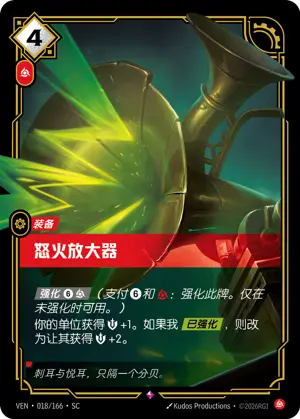 4
装备
怒火放大器
强化 6 (支付 6 和 : 强化此牌。仅在
未强化时可用。)
你的单位获得 +1。如果我 已强化 , 则改
为让其获得 +2。
刺耳与悦耳，只隔一个分贝。
VEN • 018/166 • SC
Kudos Productions • ©2026RGI